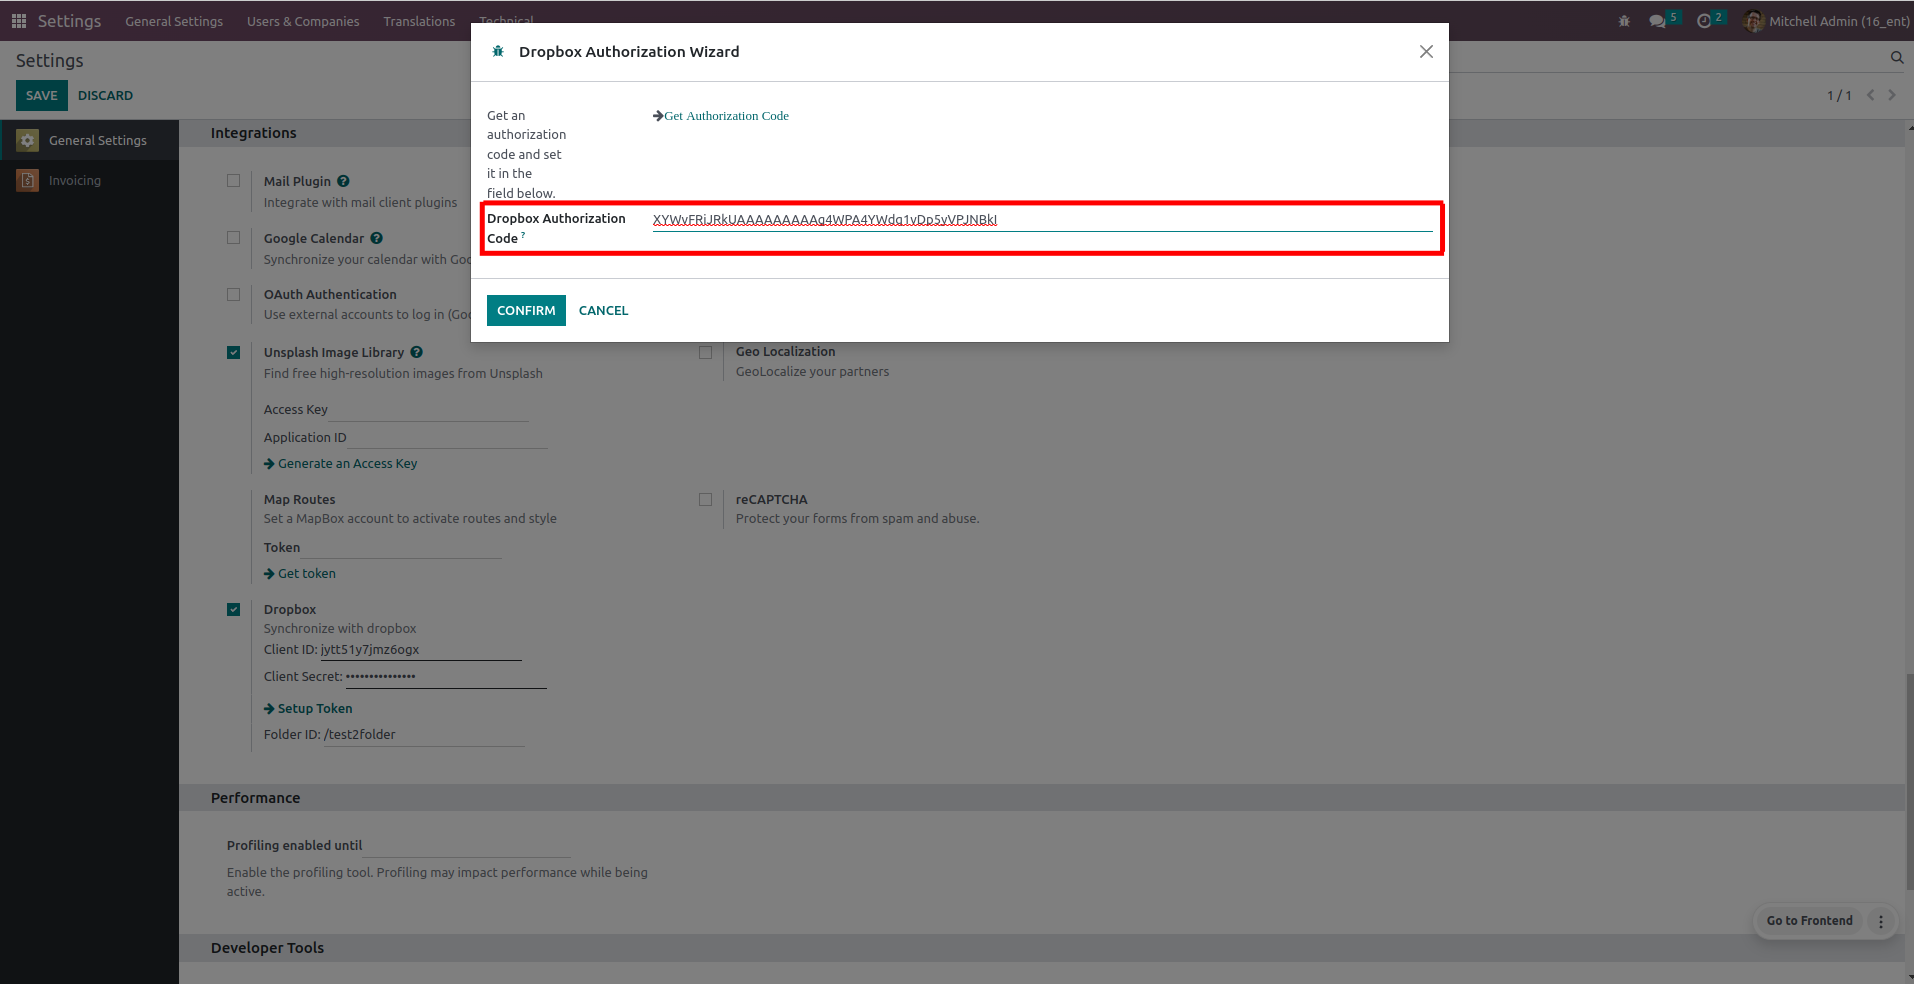 Settings General Settings Users & Companies Translations Technical 5 2 Mitchell Admin (16_ent)
Settings
SAVE DISCARD
1 / 1
General Settings
Invoicing
Integrations
Mail Plugin ?
Integrate with mail client plugins
Google Calendar ?
Synchronize your calendar with Goo
OAuth Authentication
Use external accounts to log in (Goo
Unsplash Image Library ?
Find free high-resolution images from Unsplash
Access Key
Application ID
Generate an Access Key
Geo Localization
GeoLocalize your partners
Map Routes
Set a MapBox account to activate routes and style
Token
Get token
reCAPTCHA
Protect your forms from spam and abuse.
Dropbox
Synchronize with dropbox
Client ID: jytt51y7jmz6ogx
Client Secret: •••••••••••••••
Setup Token
Folder ID: /test2folder
Performance
Profiling enabled until
Enable the profiling tool. Profiling may impact performance while being
active.
Developer Tools
Go to Frontend
Dropbox Authorization Wizard
Get an
authorization
code and set
it in the
field below.
Get Authorization Code
Dropbox Authorization
Code ?
CONFIRM CANCEL